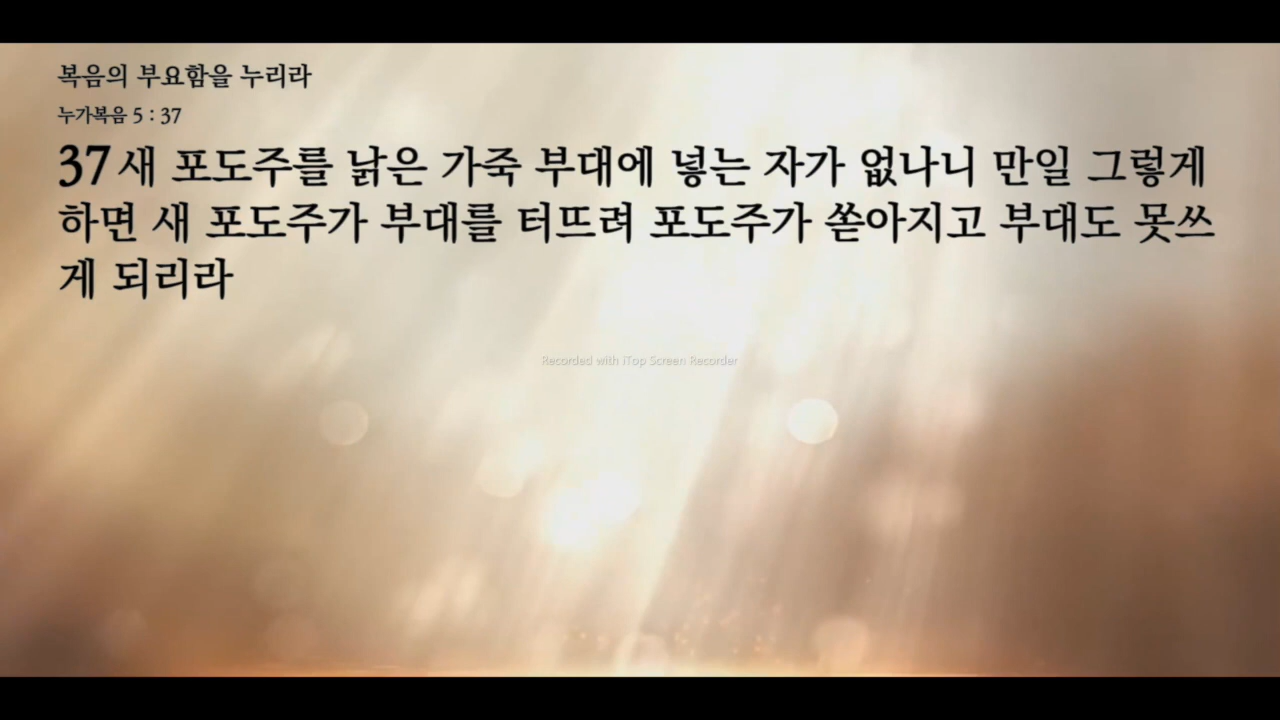 복음의 부요함을 누리라
누가복음 5 : 37
37 새 포도주를 낡은 가죽 부대에 넣는 자가 없나니 만일 그렇게
하면 새 포도주가 부대를 터뜨려 포도주가 쏟아지고 부대도 못쓰
게 되리라
Recorded with iTop Screen Recorder